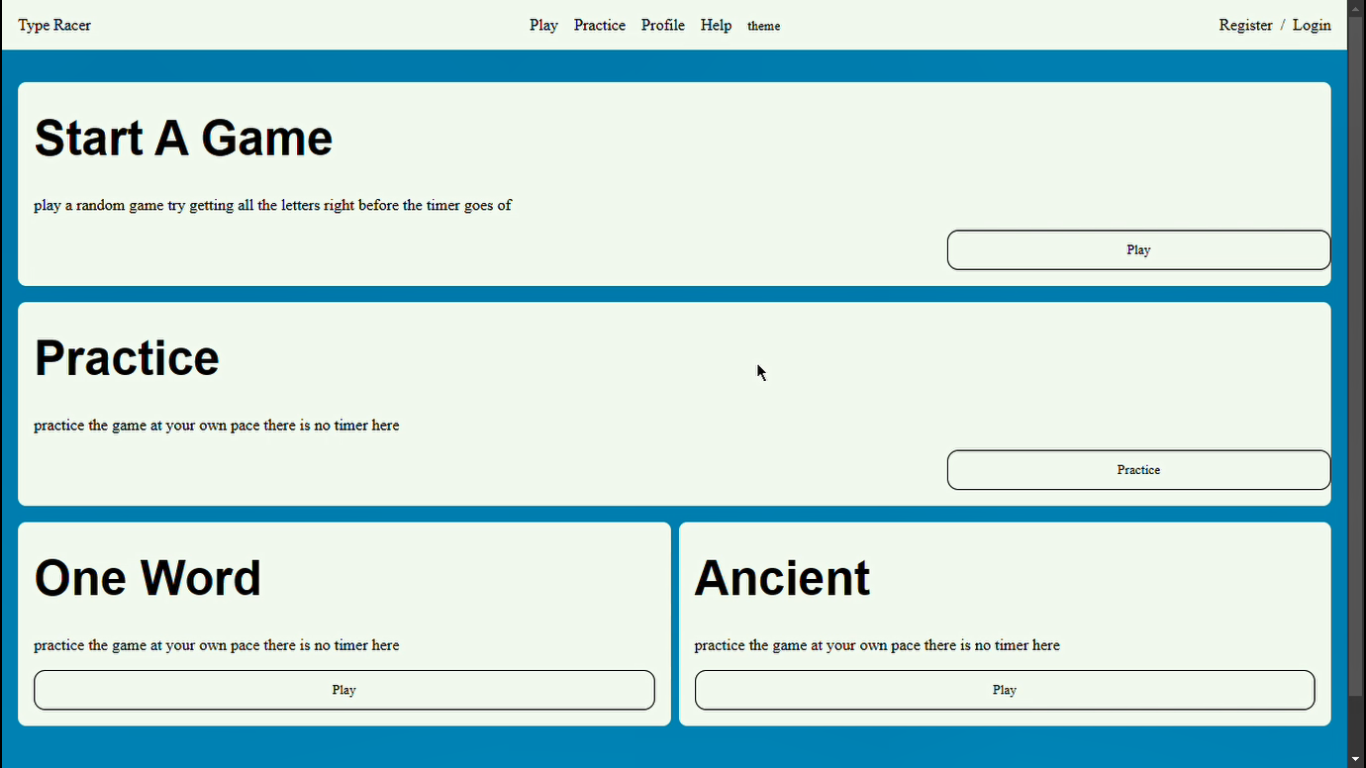 Type Racer Play Practice Profile Help theme Register / Login
Start A Game
play a random game try getting all the letters right before the timer goes of
Play
Practice
practice the game at your own pace there is no timer here
Practice
One Word
practice the game at your own pace there is no timer here
Play
Ancient
practice the game at your own pace there is no timer here
Play